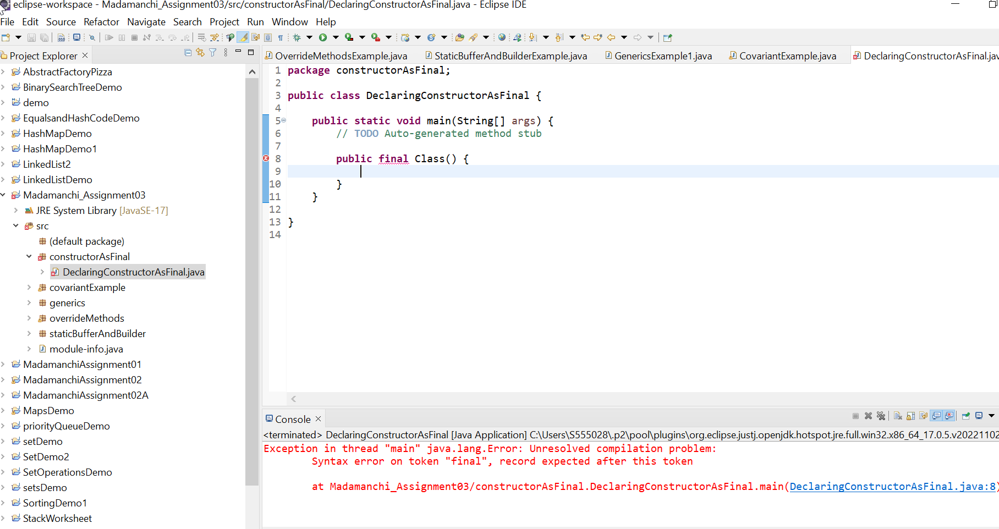 eclipse-workspace - Madamanchi_Assignment03/src/constructorAsFinal/DeclaringConstructorAsFinal.java - Eclipse IDE
File Edit Source Refactor Navigate Search Project Run Window Help
Project Explorer
AbstractFactoryPizza
BinarySearchTreeDemo
demo
EqualsandHashCodeDemo
HashMapDemo
HashMapDemo1
LinkedList2
LinkedListDemo
Madamanchi_Assignment03
JRE System Library [JavaSE-17]
src
(default package)
constructorAsFinal
DeclaringConstructorAsFinal.java
covariantExample
generics
overrideMethods
staticBufferAndBuilder
module-info.java
MadamanchiAssignment01
MadamanchiAssignment02
MadamanchiAssignment02A
MapsDemo
priorityQueueDemo
setDemo
SetDemo2
SetOperationsDemo
setsDemo
SortingDemo1
StackWorksheet
OverrideMethodsExample.java StaticBufferAndBuilderExample.java GenericsExample1.java CovariantExample.java DeclaringConstructorAsFinal.jav
1 package constructorAsFinal;
2
3 public class DeclaringConstructorAsFinal {
4
5 public static void main(String[] args) {
6 // TODO Auto-generated method stub
7
8 public final Class() {
9
10 }
11 }
12
13 }
14
Console
<terminated> DeclaringConstructorAsFinal [Java Application] C:\Users\S555028\.p2\pool\plugins\org.eclipse.justj.openjdk.hotspot.jre.full.win32.x86_64_17.0.5.v20221102
Exception in thread "main" java.lang.Error: Unresolved compilation problem:
Syntax error on token "final", record expected after this token
at Madamanchi_Assignment03/constructorAsFinal.DeclaringConstructorAsFinal.main(DeclaringConstructorAsFinal.java:8)